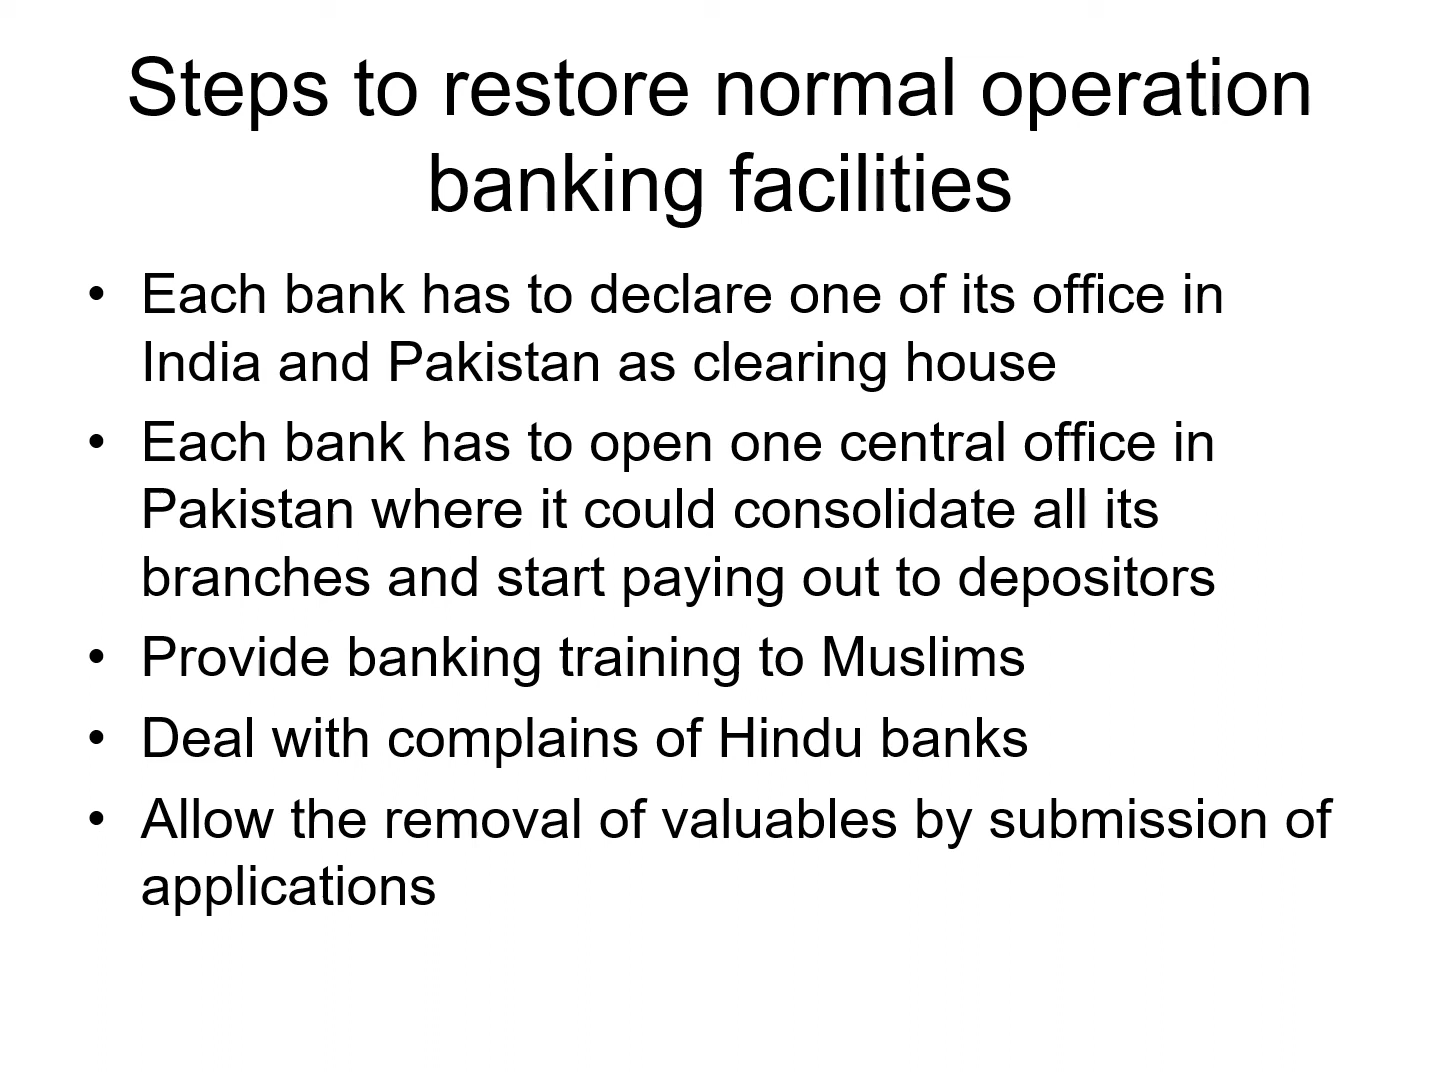 Steps to restore normal operation
banking facilities
• Each bank has to declare one of its office in
India and Pakistan as clearing house
• Each bank has to open one central office in
Pakistan where it could consolidate all its
branches and start paying out to depositors
• Provide banking training to Muslims
• Deal with complains of Hindu banks
• Allow the removal of valuables by submission of
applications